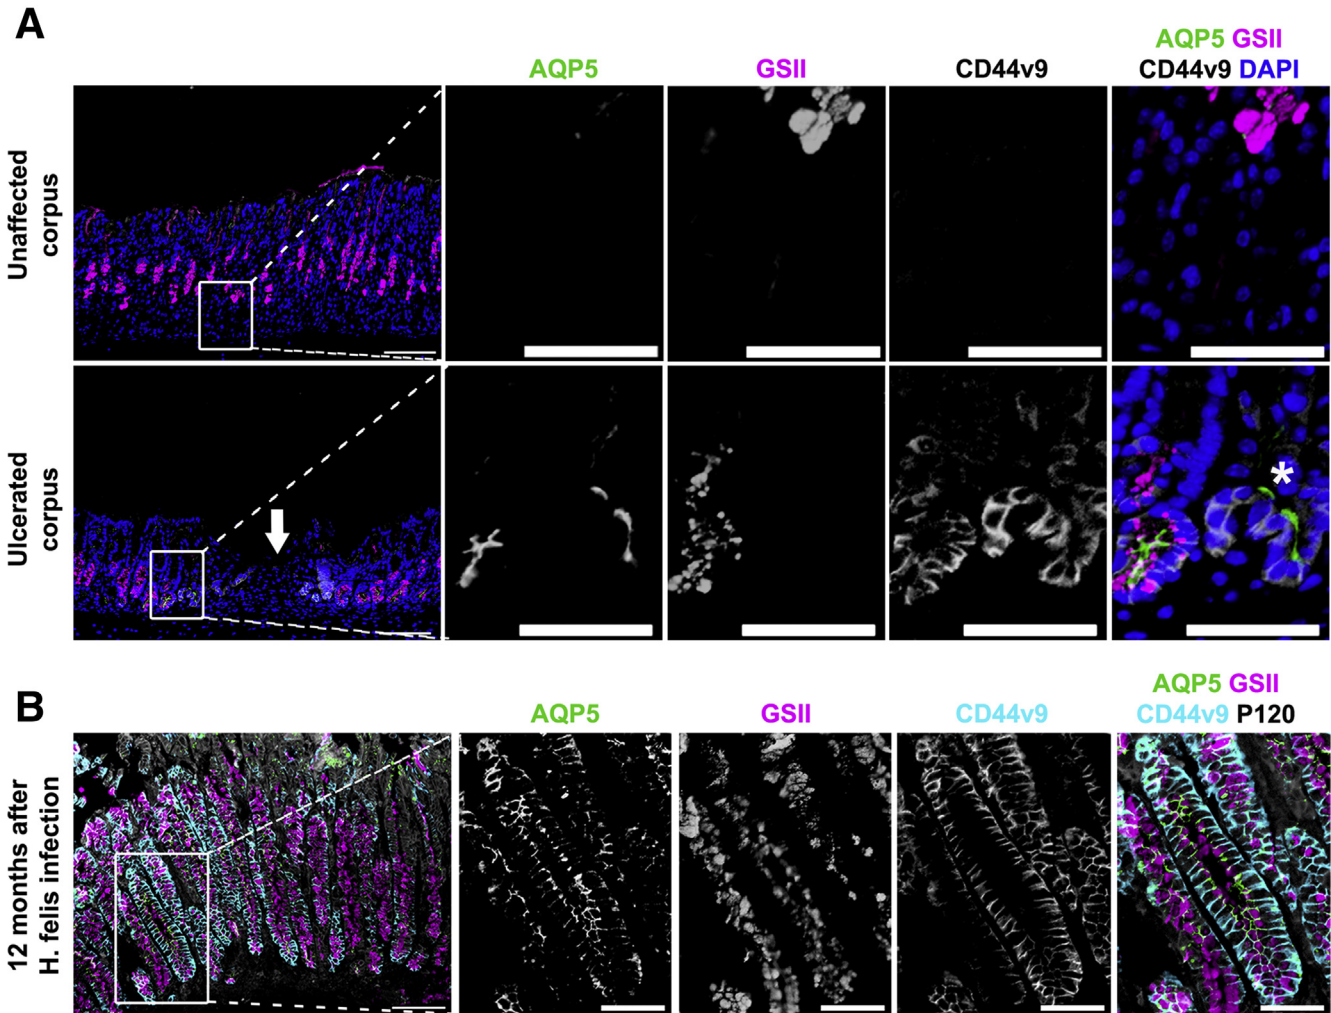 A
AQP5
GSII
CD44v9
AQP5 GSII
CD44v9 DAPI
Unaffected
corpus
Ulcerated
corpus
*
B
AQP5
GSII
CD44v9
AQP5 GSII
CD44v9 P120
12 months after
H. felis infection